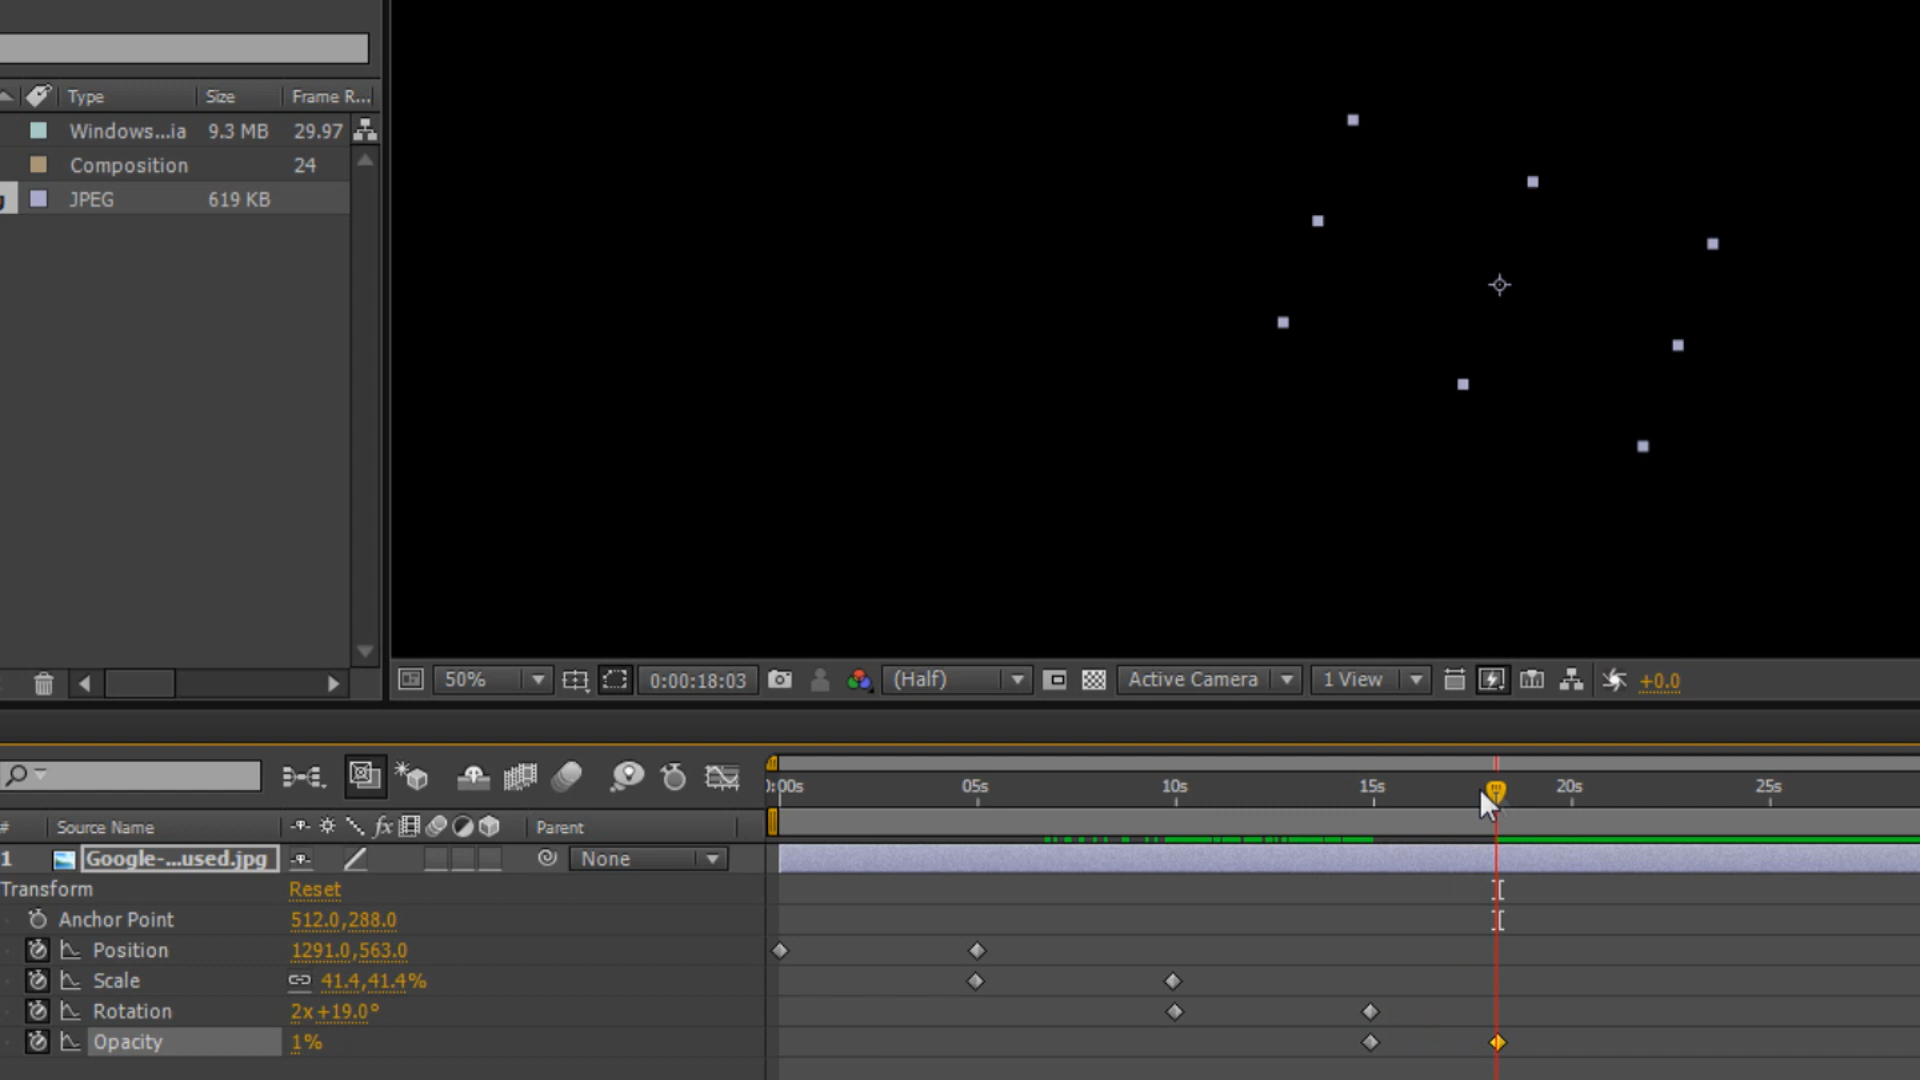 Type Size Frame R...
Windows...ia 9.3 MB 29.97
Composition 24
JPEG 619 KB
50% 0:00:18:03 (Half) Active Camera 1 View +0.0
:00s 05s 10s 15s 20s 25s
# Source Name fx Parent
1 Google-...used.jpg None
Transform Reset
Anchor Point 512.0,288.0
Position 1291.0,563.0
Scale 41.4,41.4%
Rotation 2x+19.0°
Opacity 1%